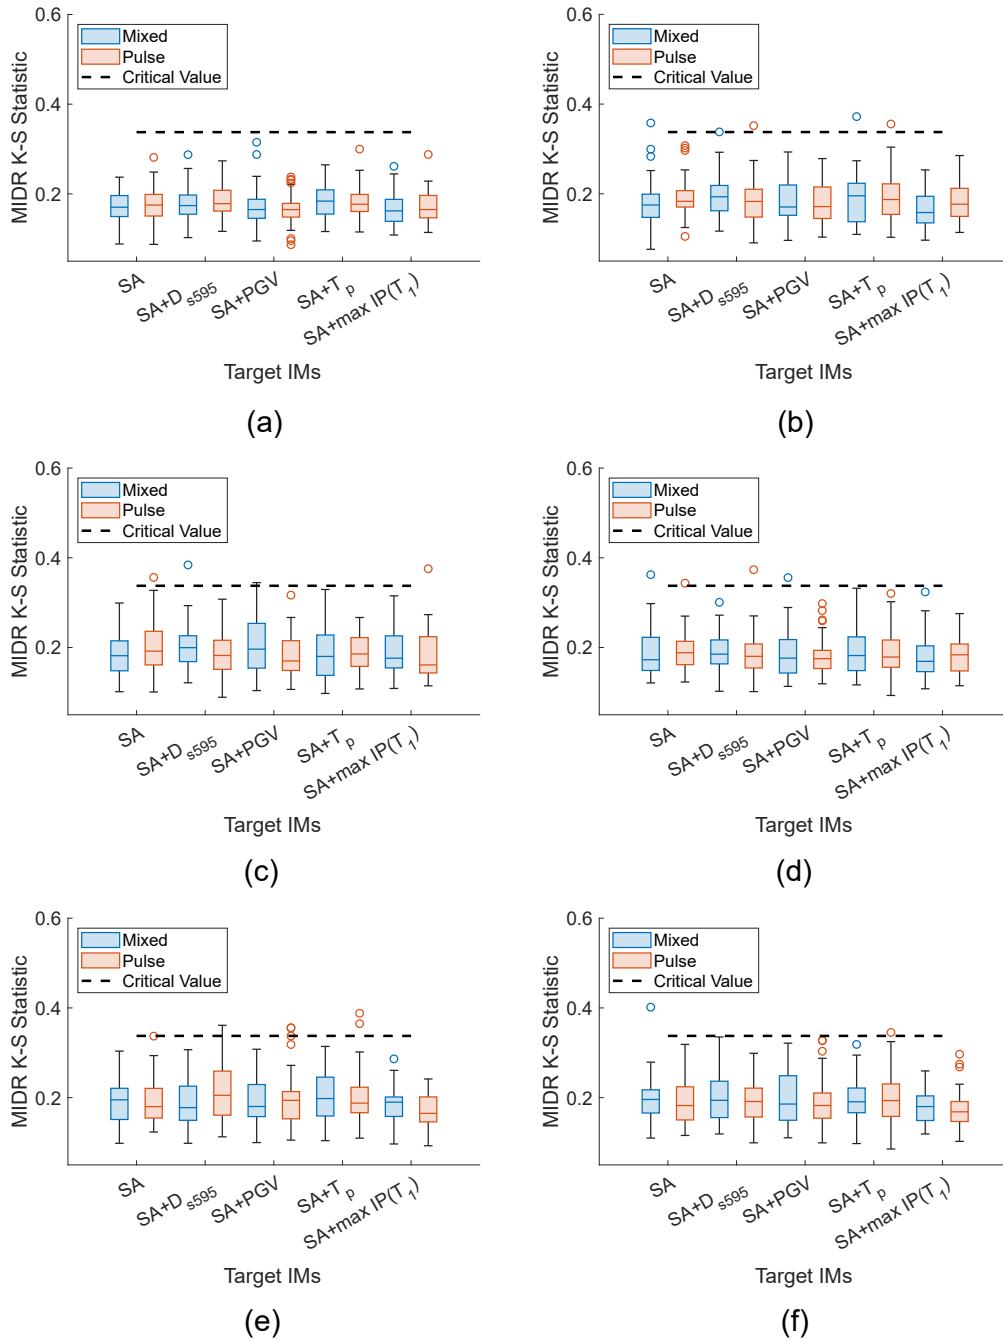 0.6
0.4
0.2
MIDR K-S Statistic
Mixed
Pulse
Critical Value
SA
SA+D s595
SA+PGV
SA+T p
SA+max IP(T 1)
Target IMs
(a)
0.6
0.4
0.2
MIDR K-S Statistic
Mixed
Pulse
Critical Value
SA
SA+D s595
SA+PGV
SA+T p
SA+max IP(T 1)
Target IMs
(b)
0.6
0.4
0.2
MIDR K-S Statistic
Mixed
Pulse
Critical Value
SA
SA+D s595
SA+PGV
SA+T p
SA+max IP(T 1)
Target IMs
(c)
0.6
0.4
0.2
MIDR K-S Statistic
Mixed
Pulse
Critical Value
SA
SA+D s595
SA+PGV
SA+T p
SA+max IP(T 1)
Target IMs
(d)
0.6
0.4
0.2
MIDR K-S Statistic
Mixed
Pulse
Critical Value
SA
SA+D s595
SA+PGV
SA+T p
SA+max IP(T 1)
Target IMs
(e)
0.6
0.4
0.2
MIDR K-S Statistic
Mixed
Pulse
Critical Value
SA
SA+D s595
SA+PGV
SA+T p
SA+max IP(T 1)
Target IMs
(f)